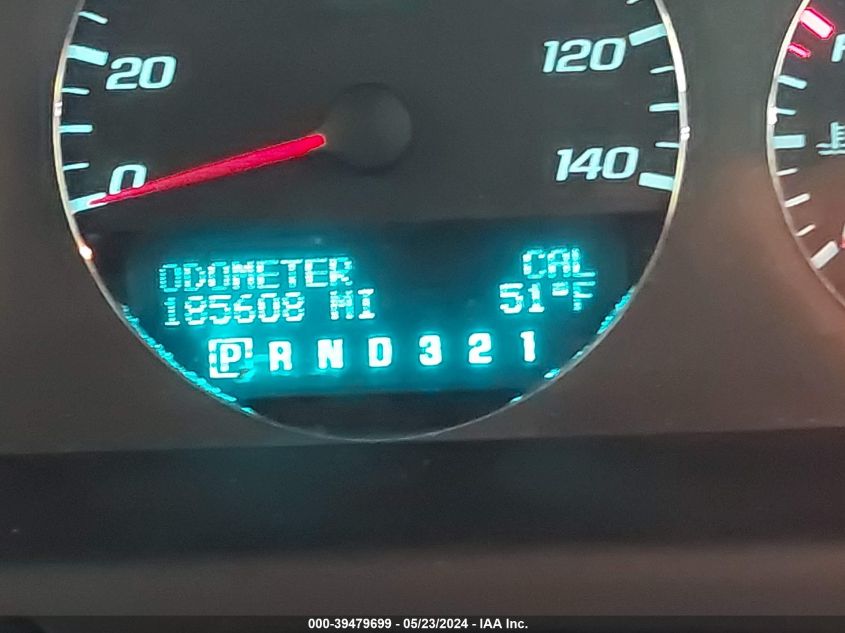 20
120
0
140
ODOMETER CAL
185608 MI 51°F
P R N D 3 2 1
000-39479699 - 05/23/2024 - IAA Inc.